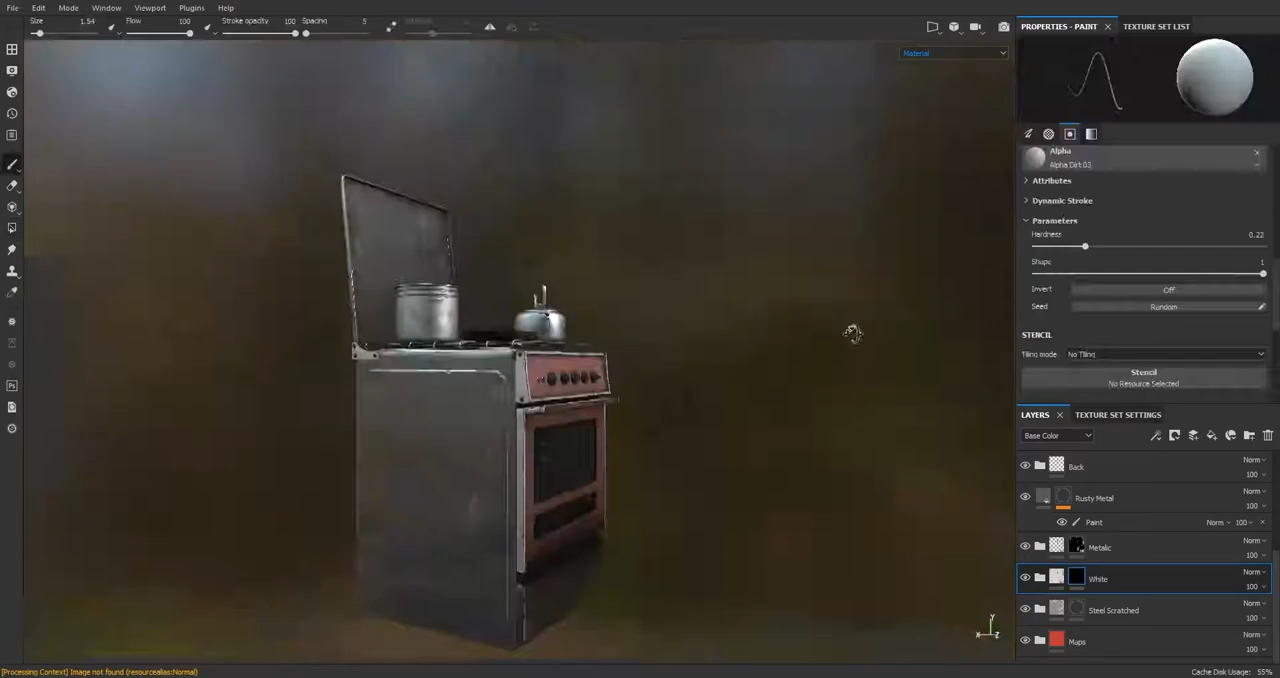 File Edit Mode Window Viewport Plugins Help
Size 1.54 Flow 100 Stroke opacity 100 Spacing 5
Material
PROPERTIES - PAINT TEXTURE SET LIST
Alpha
Alpha Dirt 03
Attributes
Dynamic Stroke
Parameters
Hardness 0.22
Shape 1
Invert Off
Seed Random
STENCIL
Tiling mode No Tiling
Stencil
No Resource Selected
LAYERS TEXTURE SET SETTINGS
Base Color
Back Norm 100
Rusty Metal Norm 100
Paint Norm 100
Metalic Norm 100
White Norm 100
Steel Scratched Norm 100
Maps Norm 100
Y
X Z
Ps
[Processing Context] Image not found (resourcealias:Normal)
Cache Disk Usage: 55%